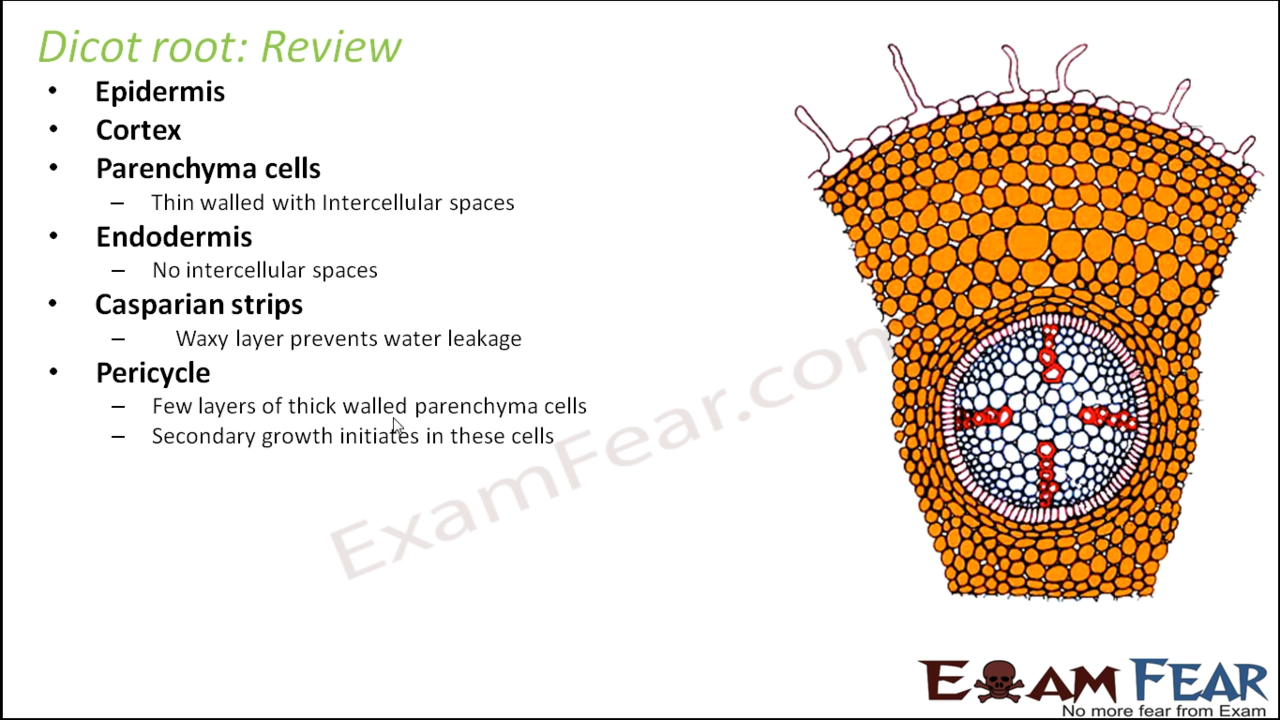 Dicot root: Review
• Epidermis
• Cortex
• Parenchyma cells
– Thin walled with Intercellular spaces
• Endodermis
– No intercellular spaces
• Casparian strips
– Waxy layer prevents water leakage
• Pericycle
– Few layers of thick walled parenchyma cells
– Secondary growth initiates in these cells
ExamFear.com
EXAM FEAR
No more fear from Exam